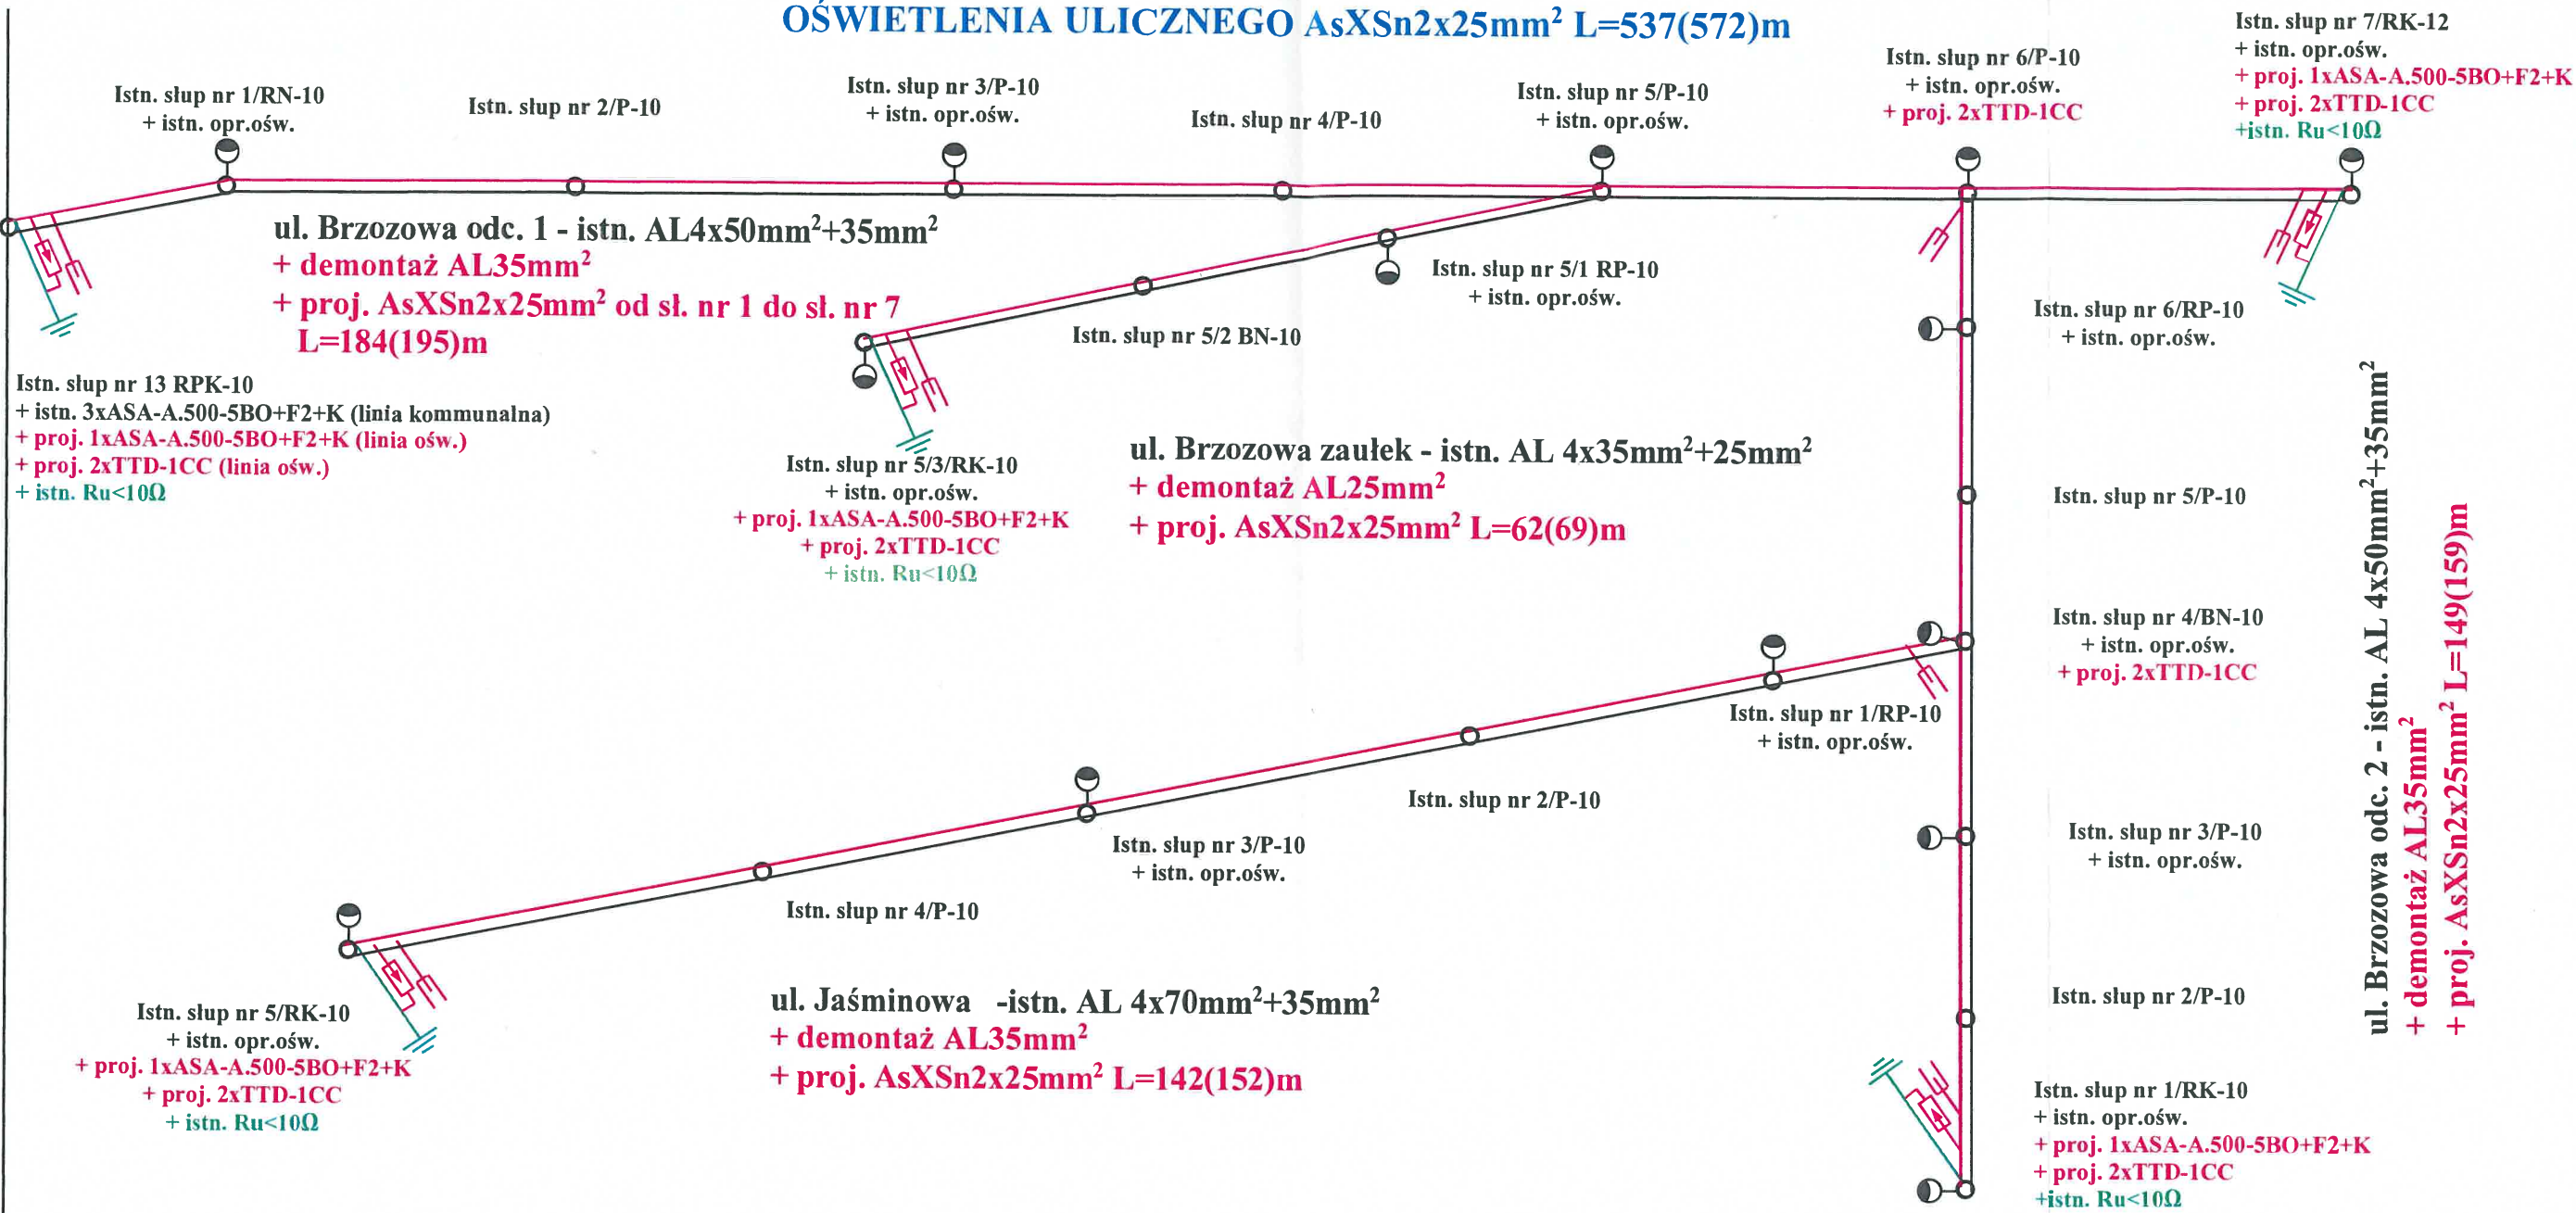 OŚWIETLENIA ULICZNEGO AsXSn2x25mm² L=537(572)m
Istn. słup nr 1/RN-10
+ istn. opr.ośw.
Istn. słup nr 2/P-10
Istn. słup nr 3/P-10
+ istn. opr.ośw.
Istn. słup nr 4/P-10
Istn. słup nr 5/P-10
+ istn. opr.ośw.
Istn. słup nr 6/P-10
+ istn. opr.ośw.
+ proj. 2xTTD-1CC
Istn. słup nr 7/RK-12
+ istn. opr.ośw.
+ proj. 1xASA-A.500-5BO+F2+K
+ proj. 2xTTD-1CC
+istn. Ru<10Ω
ul. Brzozowa odc. 1 - istn. AL4x50mm²+35mm²
+ demontaż AL35mm²
+ proj. AsXSn2x25mm² od sł. nr 1 do sł. nr 7
L=184(195)m
Istn. słup nr 13 RPK-10
+ istn. 3xASA-A.500-5BO+F2+K (linia kommunalna)
+ proj. 1xASA-A.500-5BO+F2+K (linia ośw.)
+ proj. 2xTTD-1CC (linia ośw.)
+ istn. Ru<10Ω
Istn. słup nr 5/1 RP-10
+ istn. opr.ośw.
Istn. słup nr 5/2 BN-10
Istn. słup nr 5/3/RK-10
+ istn. opr.ośw.
+ proj. 1xASA-A.500-5BO+F2+K
+ proj. 2xTTD-1CC
+ istn. Ru<10Ω
ul. Brzozowa zaułek - istn. AL 4x35mm²+25mm²
+ demontaż AL25mm²
+ proj. AsXSn2x25mm² L=62(69)m
Istn. słup nr 6/RP-10
+ istn. opr.ośw.
Istn. słup nr 5/P-10
Istn. słup nr 4/BN-10
+ istn. opr.ośw.
+ proj. 2xTTD-1CC
Istn. słup nr 3/P-10
+ istn. opr.ośw.
Istn. słup nr 2/P-10
Istn. słup nr 1/RK-10
+ istn. opr.ośw.
+ proj. 1xASA-A.500-5BO+F2+K
+ proj. 2xTTD-1CC
+istn. Ru<10Ω
ul. Brzozowa odc. 2 - istn. AL 4x50mm²+35mm²
+ demontaż AL35mm²
+ proj. AsXSn2x25mm² L=149(159)m
Istn. słup nr 1/RP-10
+ istn. opr.ośw.
Istn. słup nr 2/P-10
Istn. słup nr 3/P-10
+ istn. opr.ośw.
Istn. słup nr 4/P-10
Istn. słup nr 5/RK-10
+ istn. opr.ośw.
+ proj. 1xASA-A.500-5BO+F2+K
+ proj. 2xTTD-1CC
+ istn. Ru<10Ω
ul. Jaśminowa -istn. AL 4x70mm²+35mm²
+ demontaż AL35mm²
+ proj. AsXSn2x25mm² L=142(152)m